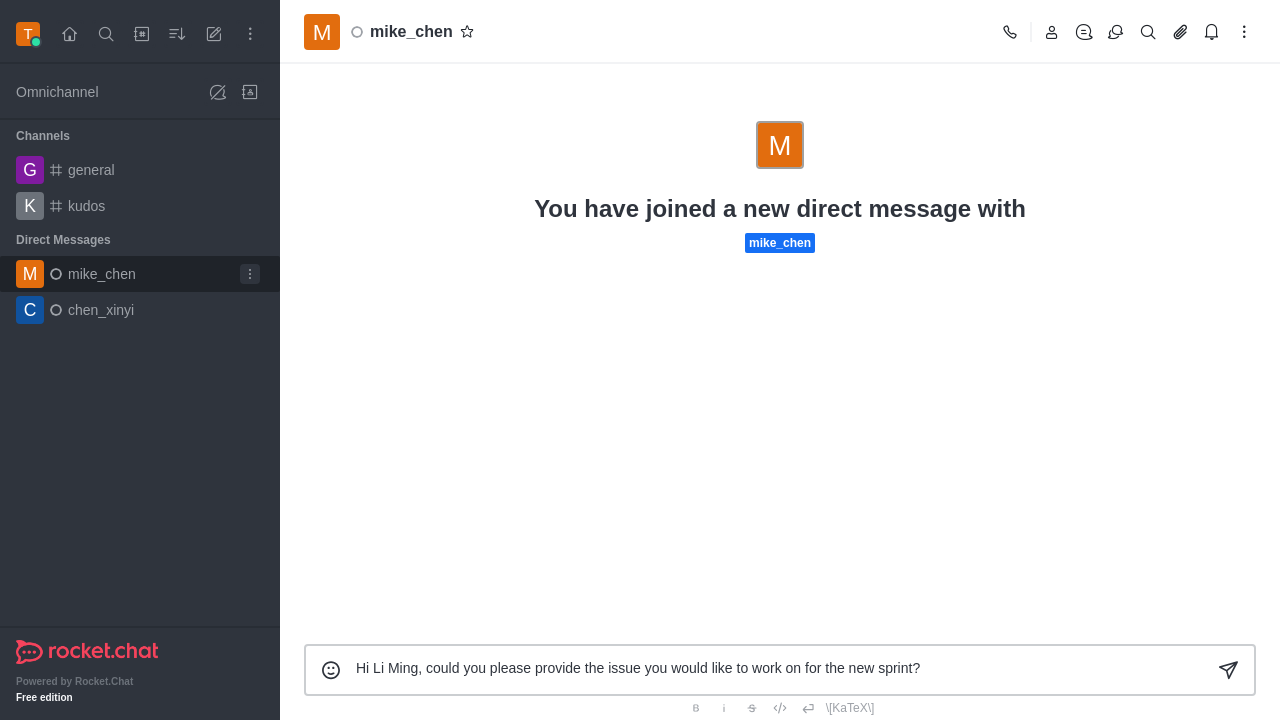 T
Omnichannel
Channels
G general
K kudos
Direct Messages
M mike_chen
C chen_xinyi
rocket.chat
Powered by Rocket.Chat
Free edition
M mike_chen
M
You have joined a new direct message with
mike_chen
Hi Li Ming, could you please provide the issue you would like to work on for the new sprint?
B i S \[KaTeX\]